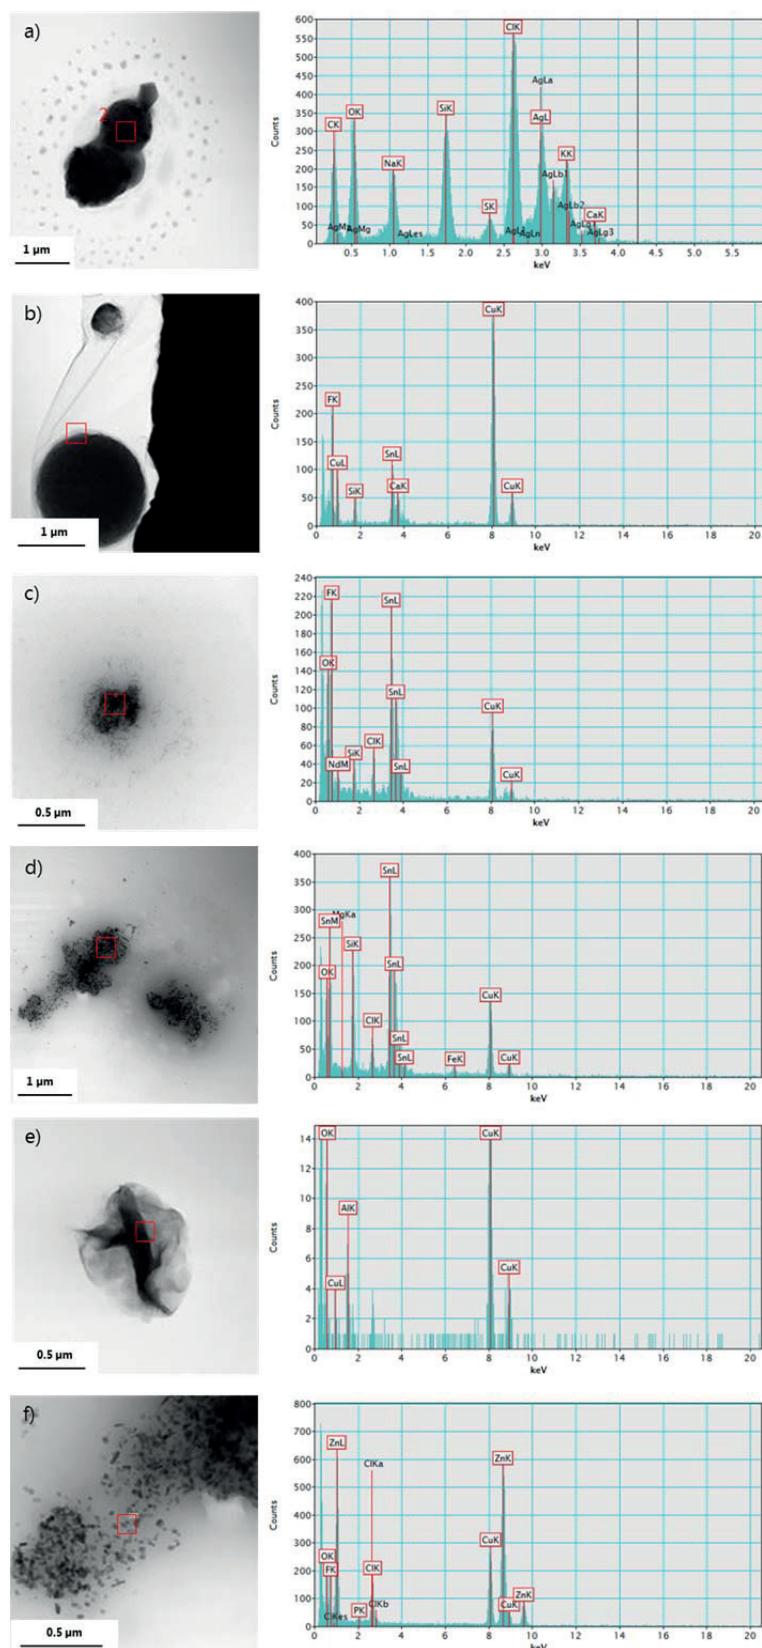 a)
2
1 µm
600
550
500
450
400
350
300
250
200
150
100
50
0
Counts
ClK
AgLa
AgL
CK
OK
SiK
NaK
KK
AgLb1
AgLb2
SK
CaK
AgMg
AgLes
AgLn
AgLg3
0.5 1.0 1.5 2.0 2.5 3.0 3.5 4.0 4.5 5.0 5.5
keV
b)
1 µm
400
350
300
250
200
150
100
50
0
Counts
CuK
FK
SnL
CuL
CaK
SiK
CuK
0 2 4 6 8 10 12 14 16 18 20
keV
c)
0.5 µm
240
220
200
180
160
140
120
100
80
60
40
20
0
Counts
FK
SnL
OK
SnL
CuK
ClK
SiK
NdM
SnL
CuK
0 2 4 6 8 10 12 14 16 18 20
keV
d)
1 µm
400
350
300
250
200
150
100
50
0
Counts
SnL
MgKa
SnM
SiK
SnL
OK
CuK
ClK
SnL
SnL
FeK
CuK
0 2 4 6 8 10 12 14 16 18 20
keV
e)
0.5 µm
14
12
10
8
6
4
2
0
Counts
OK
CuK
AlK
CuK
CuL
0 2 4 6 8 10 12 14 16 18 20
keV
f)
0.5 µm
800
700
600
500
400
300
200
100
0
Counts
ZnL
ClKa
ZnK
CuK
OK
FK
ClK
ZnK
ClKes
PK
ClKb
CuK
0 2 4 6 8 10 12 14 16 18 20
keV